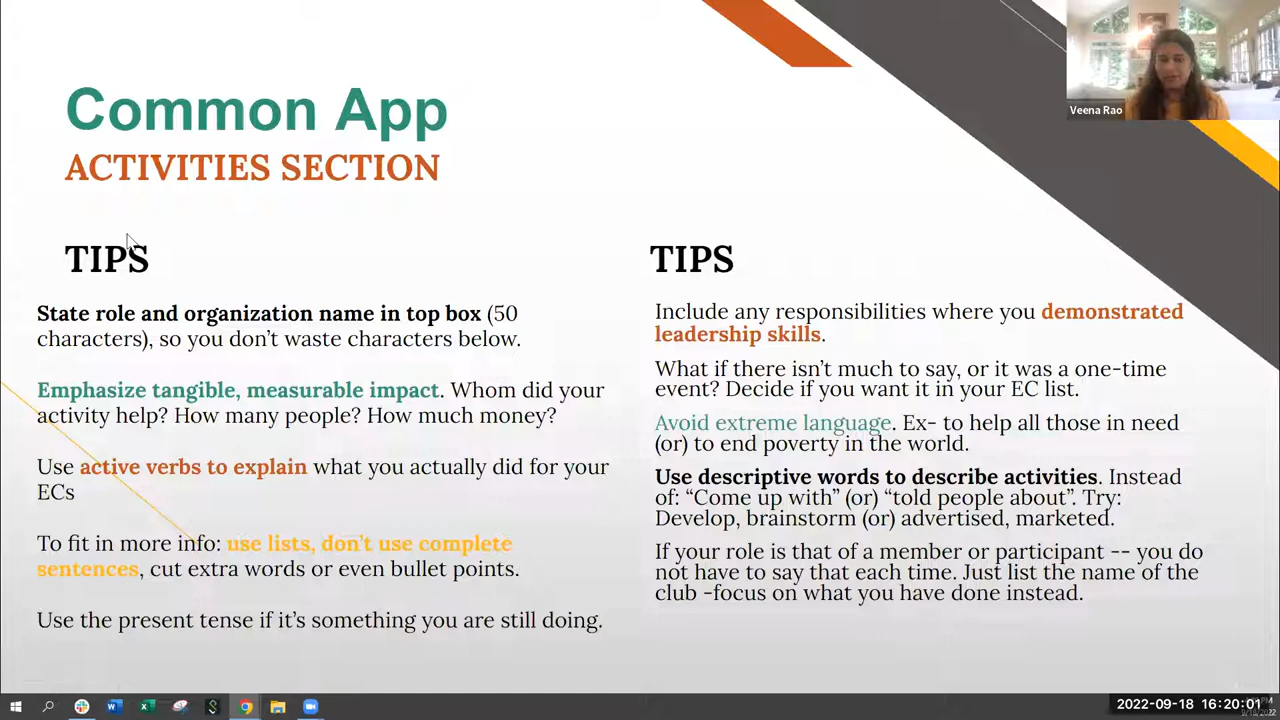 Common App
ACTIVITIES SECTION
Veena Rao
TIPS
State role and organization name in top box (50
characters), so you don’t waste characters below.
Emphasize tangible, measurable impact. Whom did your
activity help? How many people? How much money?
Use active verbs to explain what you actually did for your
ECs
To fit in more info: use lists, don’t use complete
sentences, cut extra words or even bullet points.
Use the present tense if it’s something you are still doing.
TIPS
Include any responsibilities where you demonstrated
leadership skills.
What if there isn’t much to say, or it was a one-time
event? Decide if you want it in your EC list.
Avoid extreme language. Ex- to help all those in need
(or) to end poverty in the world.
Use descriptive words to describe activities. Instead
of: “Come up with” (or) “told people about”. Try:
Develop, brainstorm (or) advertised, marketed.
If your role is that of a member or participant -- you do
not have to say that each time. Just list the name of the
club -focus on what you have done instead.
2022-09-18 16:20:01